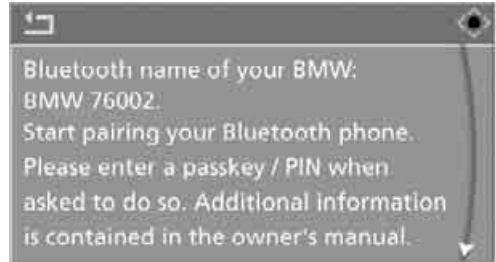 Bluetooth name of your BMW:
BMW 76002.
Start pairing your Bluetooth phone.
Please enter a passkey / PIN when
asked to do so. Additional information
is contained in the owner's manual.